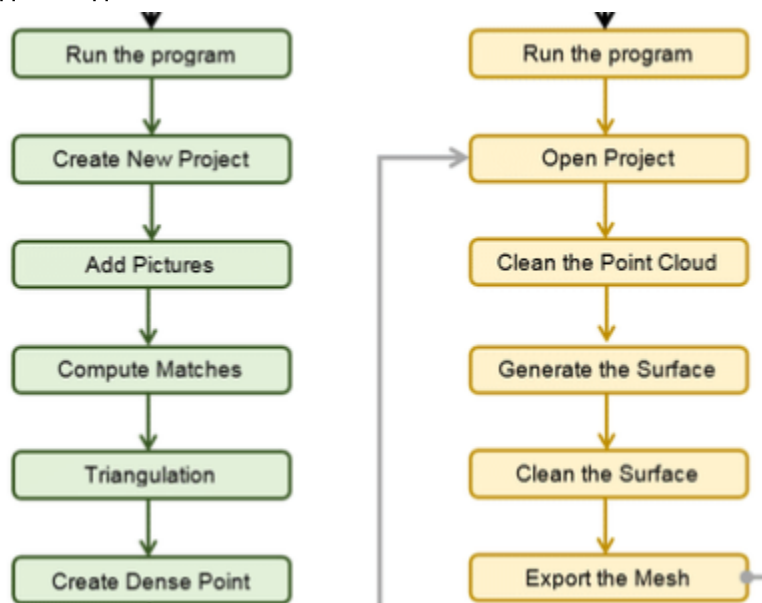 Run the program
Create New Project
Add Pictures
Compute Matches
Triangulation
Create Dense Point
Run the program
Open Project
Clean the Point Cloud
Generate the Surface
Clean the Surface
Export the Mesh